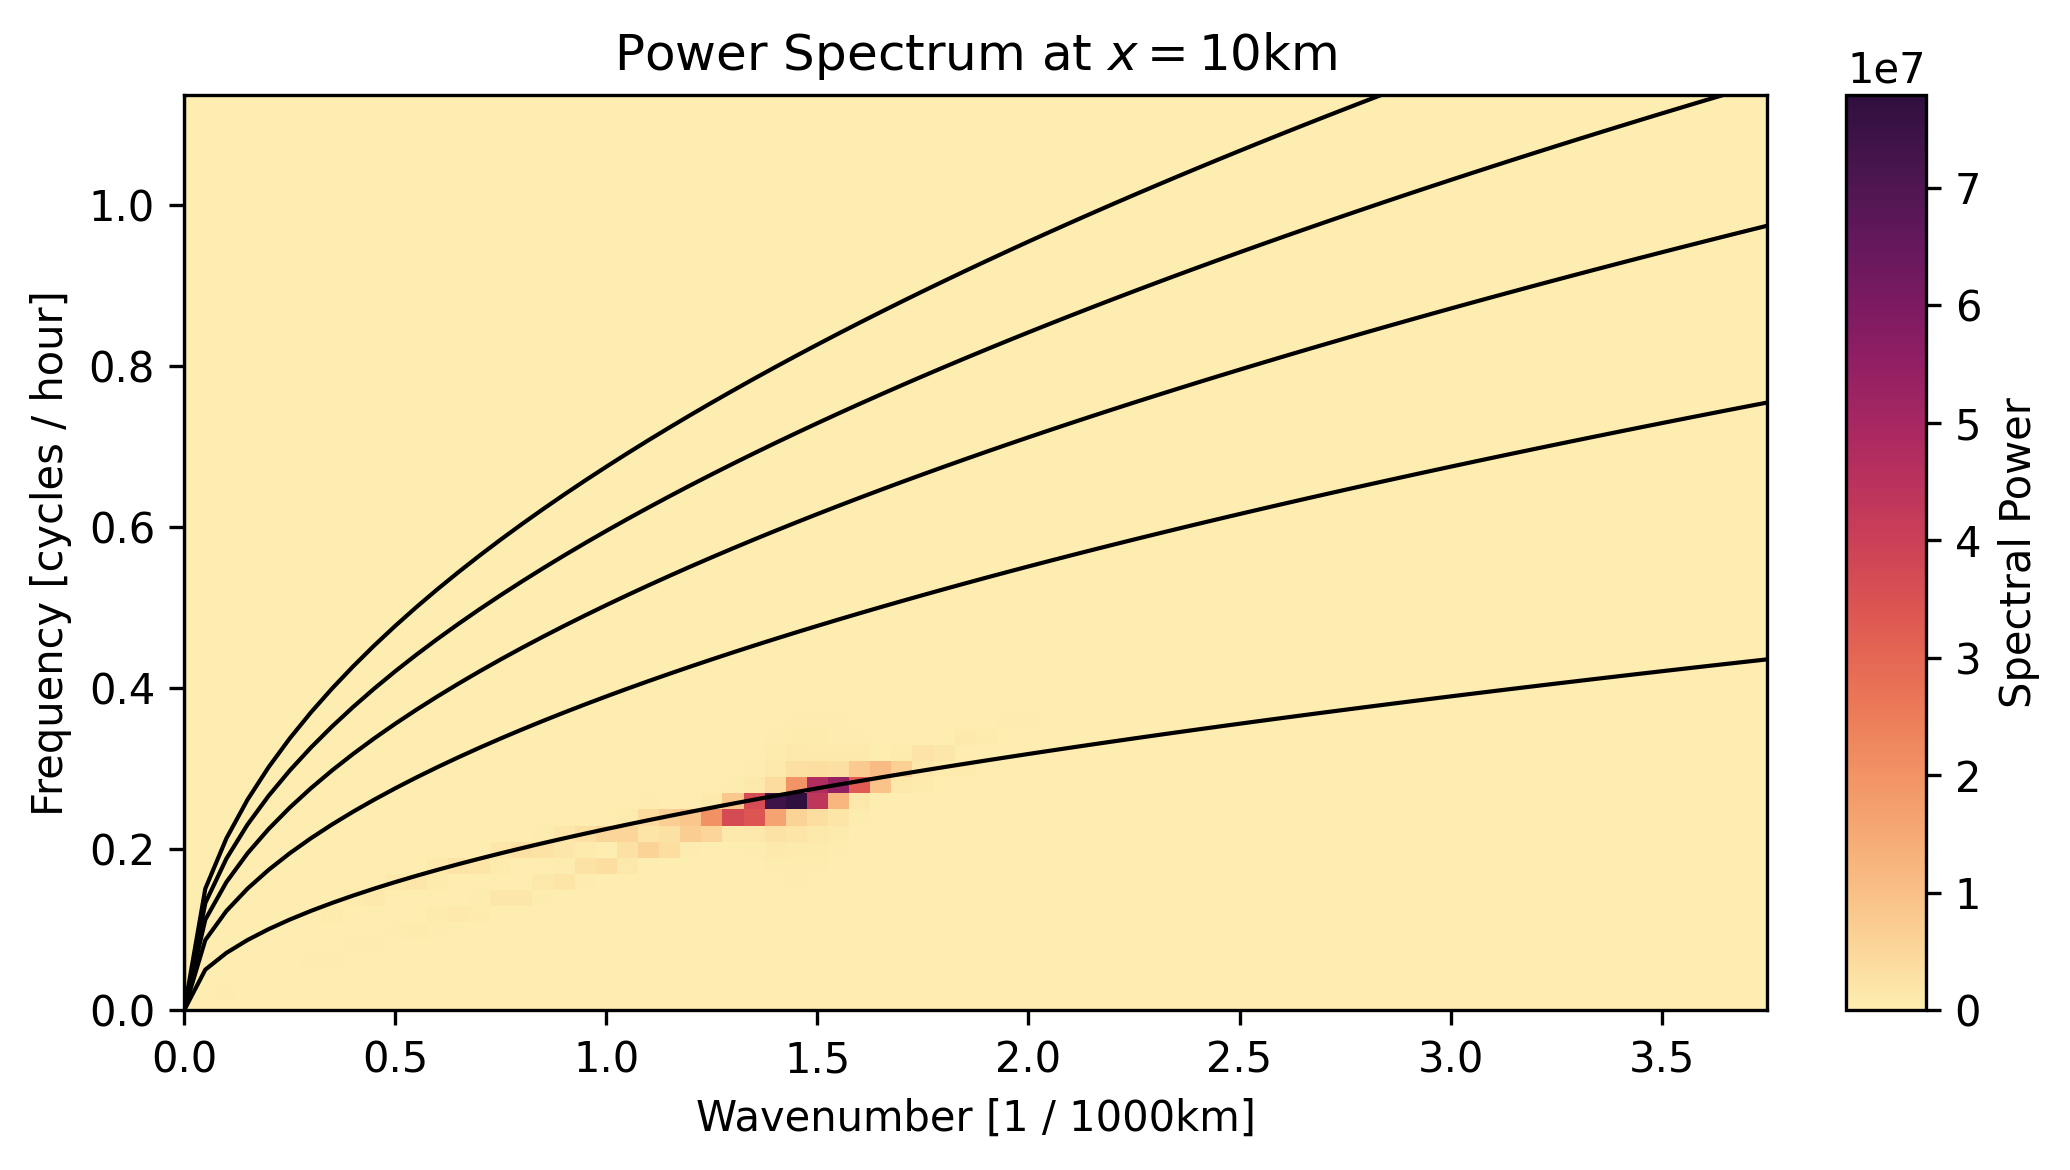 Power Spectrum at x = 10km
1e7
Frequency [cycles / hour]
1.0
0.8
0.6
0.4
0.2
0.0
0.0 0.5 1.0 1.5 2.0 2.5 3.0 3.5
Wavenumber [1 / 1000km]
7
6
5
4
3
2
1
0
Spectral Power